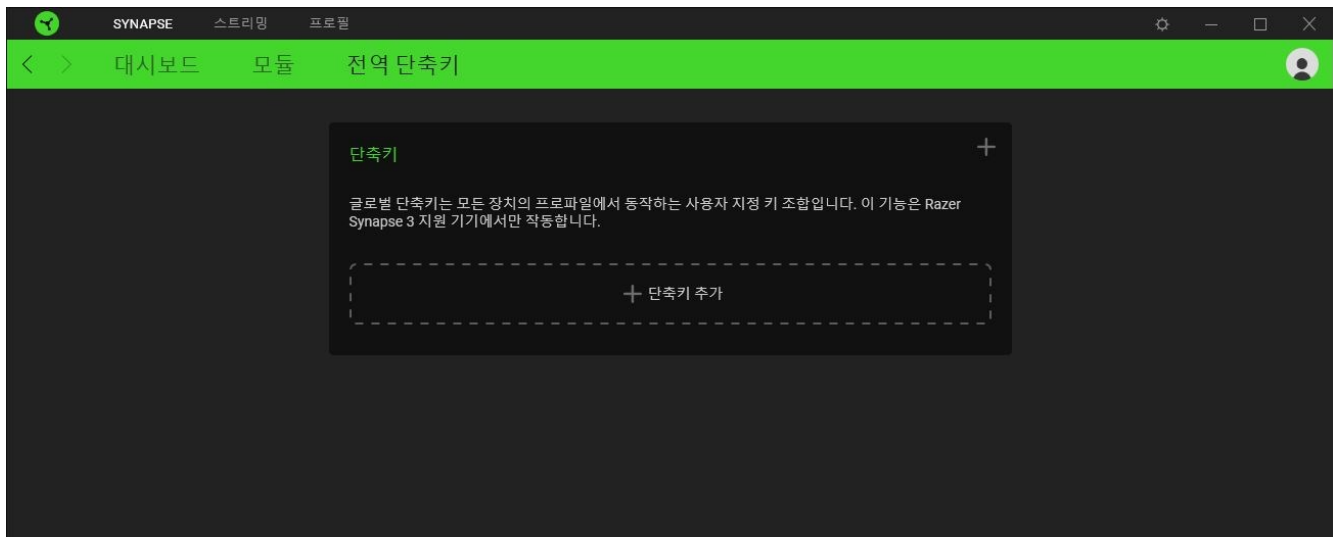 SYNAPSE 스트리밍 프로필
대시보드 모듈 전역 단축키
단축키
글로벌 단축키는 모든 장치의 프로파일에서 동작하는 사용자 지정 키 조합입니다. 이 기능은 Razer
Synapse 3 지원 기기에서만 작동합니다.
단축키 추가